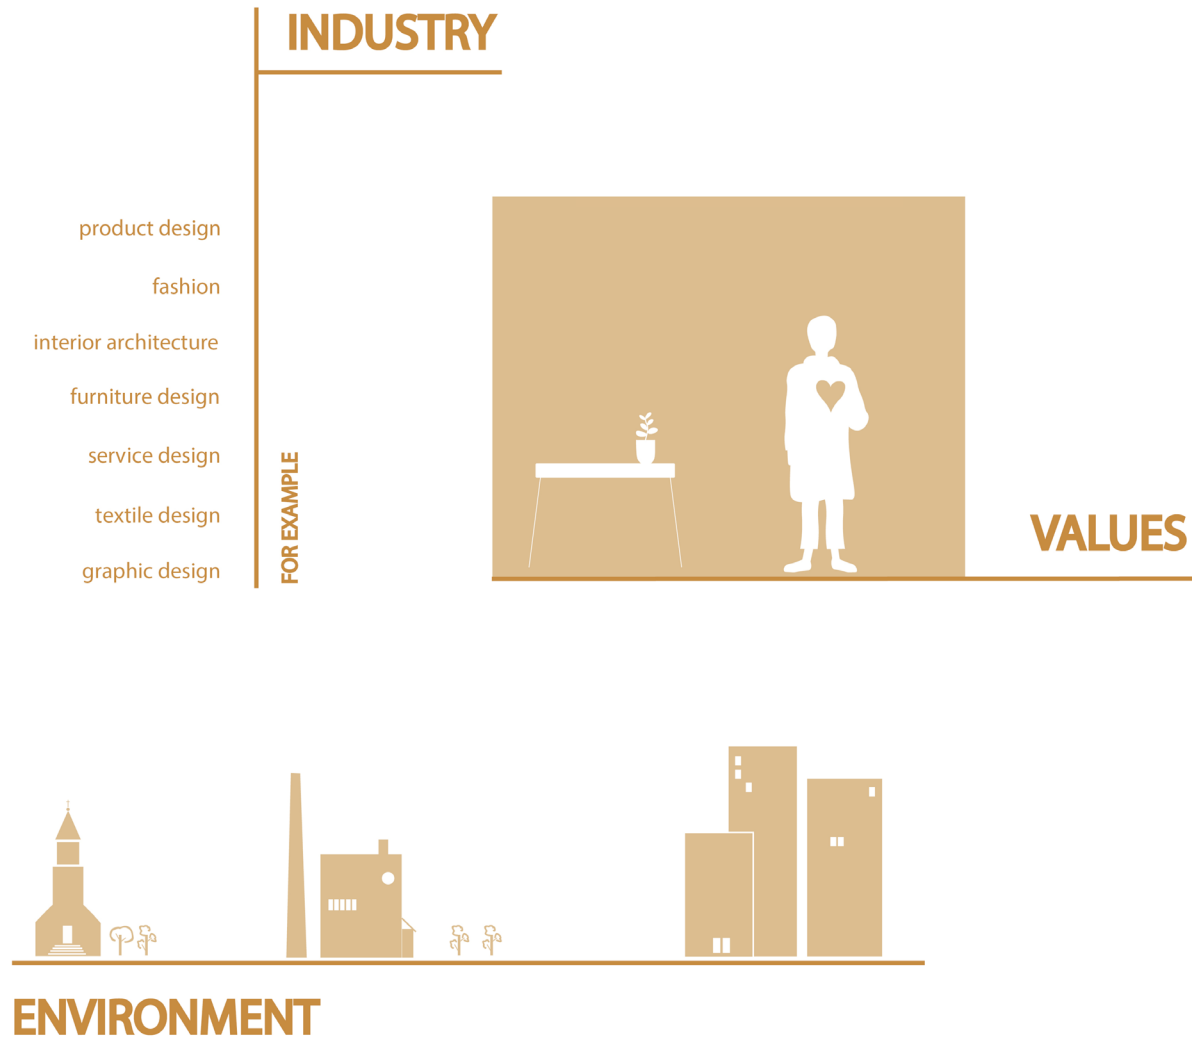 INDUSTRY
product design
fashion
interior architecture
furniture design
service design
textile design
graphic design
FOR EXAMPLE
VALUES
ENVIRONMENT